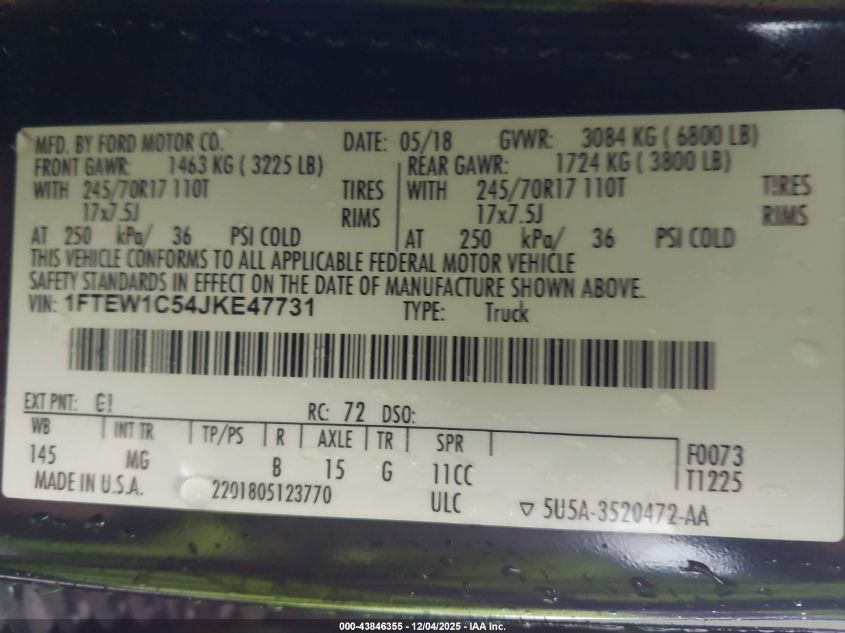 MFD. BY FORD MOTOR CO. DATE: 05/18 GVWR: 3084 KG ( 6800 LB)
FRONT GAWR: 1463 KG ( 3225 LB) REAR GAWR: 1724 KG ( 3800 LB)
WITH 245/70R17 110T TIRES WITH 245/70R17 110T TIRES
17x7.5J RIMS 17x7.5J RIMS
AT 250 kPa/ 36 PSI COLD AT 250 kPa/ 36 PSI COLD
THIS VEHICLE CONFORMS TO ALL APPLICABLE FEDERAL MOTOR VEHICLE
SAFETY STANDARDS IN EFFECT ON THE DATE OF MANUFACTURE SHOWN ABOVE.
VIN: 1FTEW1C54JKE47731 TYPE: Truck
EXT PNT: G1 RC: 72 DSO:
WB INT TR TP/PS R AXLE TR SPR F0073
145 MG B 15 G 11CC T1225
MADE IN U.S.A. 2201805123770 ULC ▽ 5U5A-3520472-AA
000-43846355 - 12/04/2025 - IAA Inc.